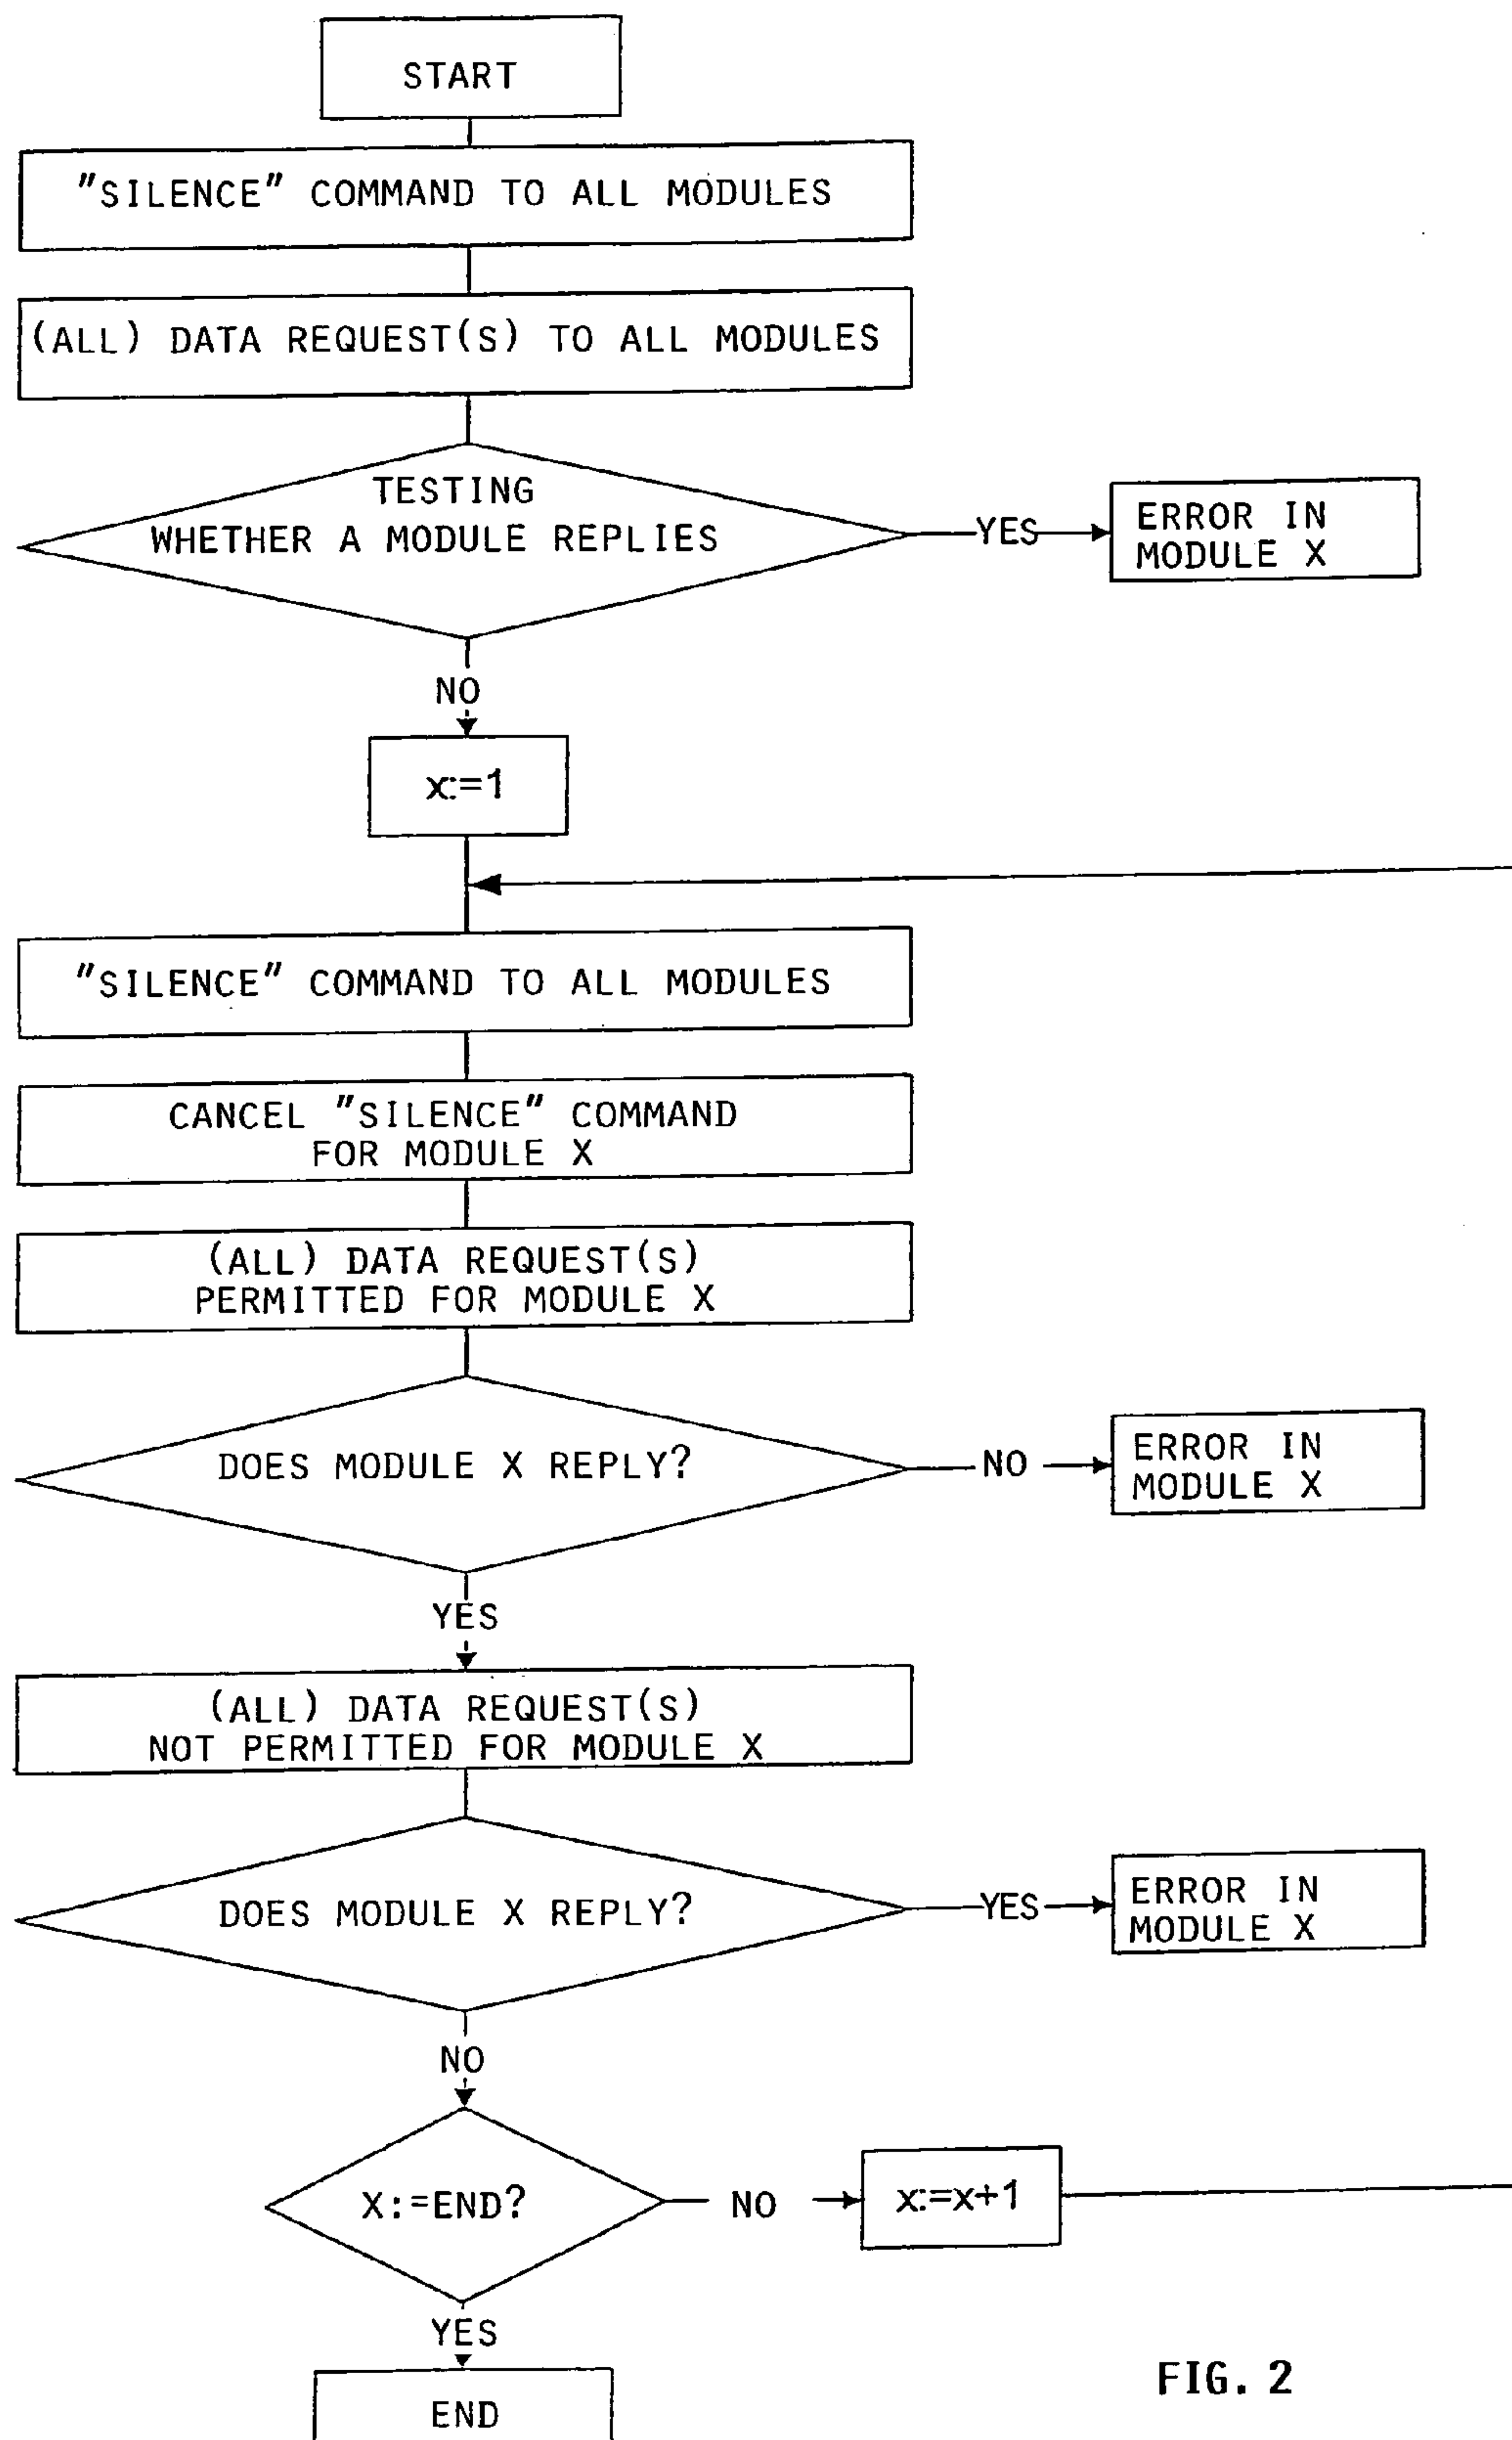 START
"SILENCE" COMMAND TO ALL MODULES
(ALL) DATA REQUEST(S) TO ALL MODULES
TESTING
WHETHER A MODULE REPLIES
YES
ERROR IN
MODULE X
NO
x:=1
"SILENCE" COMMAND TO ALL MODULES
CANCEL "SILENCE" COMMAND
FOR MODULE X
(ALL) DATA REQUEST(S)
PERMITTED FOR MODULE X
DOES MODULE X REPLY?
NO
ERROR IN
MODULE X
YES
(ALL) DATA REQUEST(S)
NOT PERMITTED FOR MODULE X
DOES MODULE X REPLY?
YES
ERROR IN
MODULE X
NO
X:=END?
NO
x:=x+1
YES
END
FIG. 2